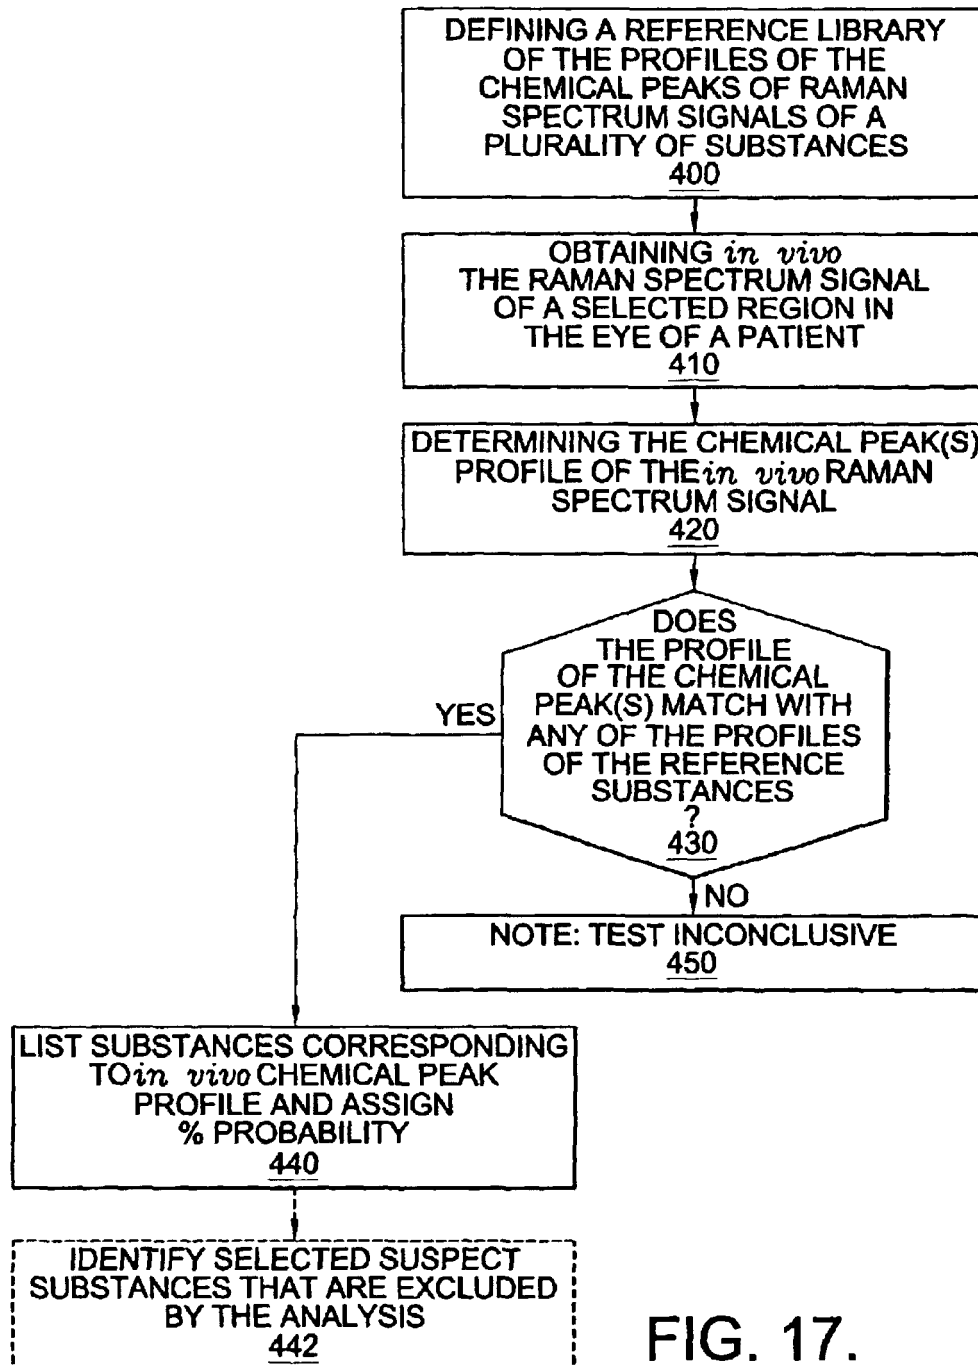 DEFINING A REFERENCE LIBRARY
OF THE PROFILES OF THE
CHEMICAL PEAKS OF RAMAN
SPECTRUM SIGNALS OF A
PLURALITY OF SUBSTANCES
400
OBTAINING in vivo
THE RAMAN SPECTRUM SIGNAL
OF A SELECTED REGION IN
THE EYE OF A PATIENT
410
DETERMINING THE CHEMICAL PEAK(S)
PROFILE OF THE in vivo RAMAN
SPECTRUM SIGNAL
420
DOES
THE PROFILE
OF THE CHEMICAL
PEAK(S) MATCH WITH
ANY OF THE PROFILES
OF THE REFERENCE
SUBSTANCES
?
430
YES
NO
NOTE: TEST INCONCLUSIVE
450
LIST SUBSTANCES CORRESPONDING
TO in vivo CHEMICAL PEAK
PROFILE AND ASSIGN
% PROBABILITY
440
IDENTIFY SELECTED SUSPECT
SUBSTANCES THAT ARE EXCLUDED
BY THE ANALYSIS
442
FIG. 17.